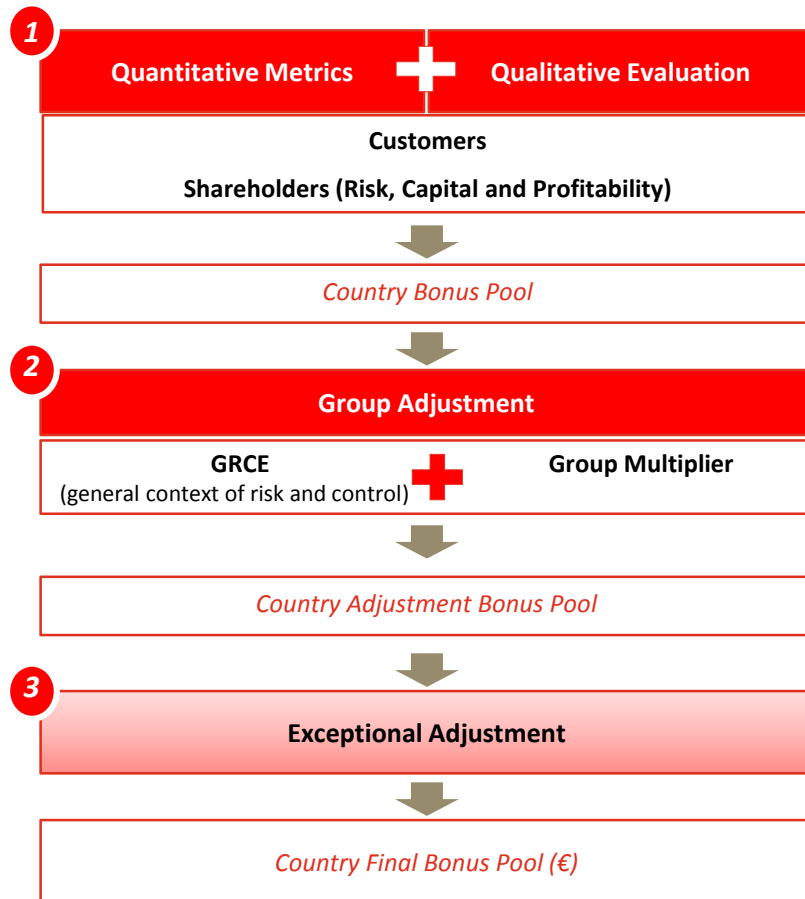 1
Quantitative Metrics
Qualitative Evaluation
Customers
Shareholders (Risk, Capital and Profitability)
Country Bonus Pool
2
Group Adjustment
GRCE
(general context of risk and control)
Group Multiplier
Country Adjustment Bonus Pool
3
Exceptional Adjustment
Country Final Bonus Pool (€)